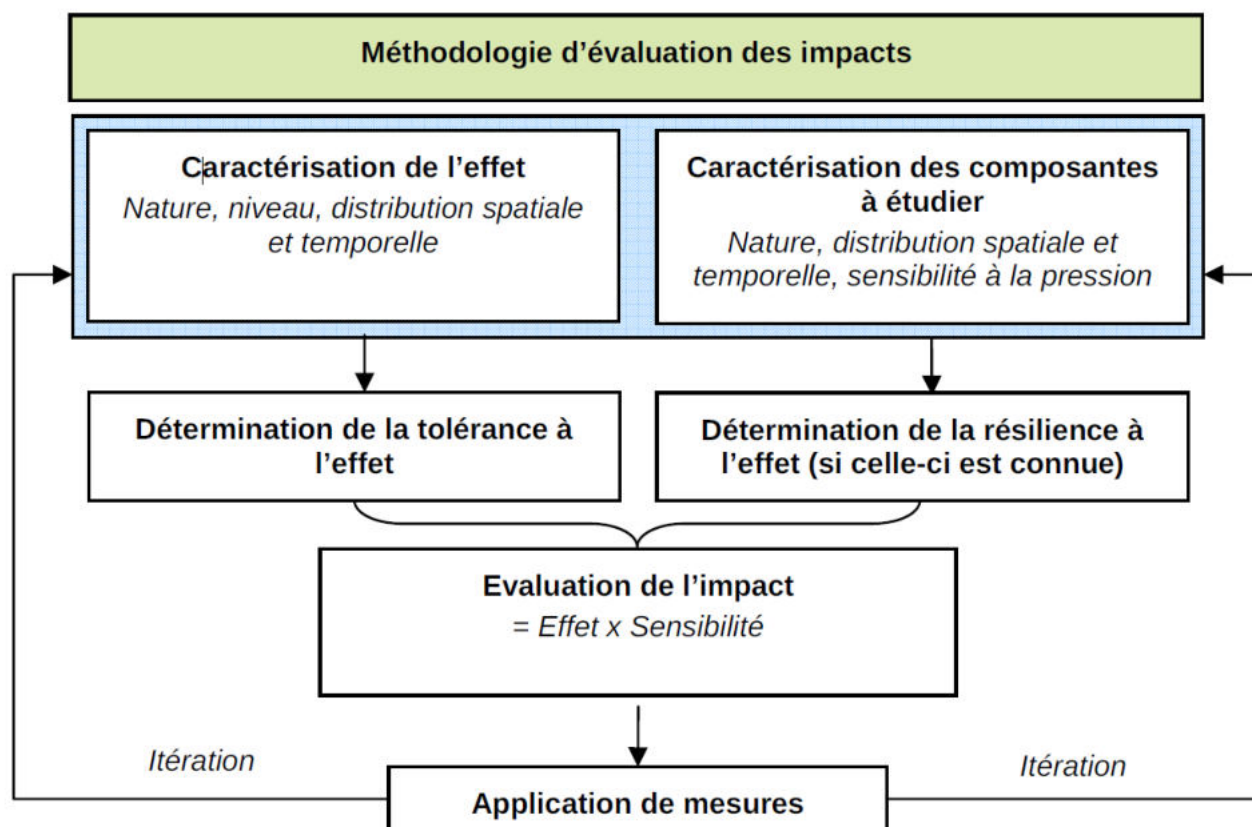 Méthodologie d’évaluation des impacts
Caractérisation de l’effet
Nature, niveau, distribution spatiale
et temporelle
Caractérisation des composantes
à étudier
Nature, distribution spatiale et
temporelle, sensibilité à la pression
Détermination de la tolérance à
l’effet
Détermination de la résilience à
l’effet (si celle-ci est connue)
Evaluation de l’impact
= Effet x Sensibilité
Itération
Itération
Application de mesures